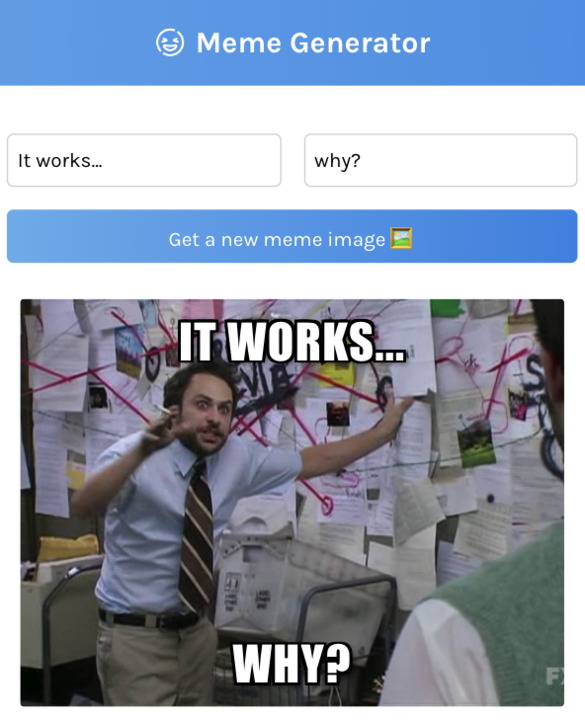 Meme Generator
It works...
why?
Get a new meme image
IT WORKS...
WHY?
FX